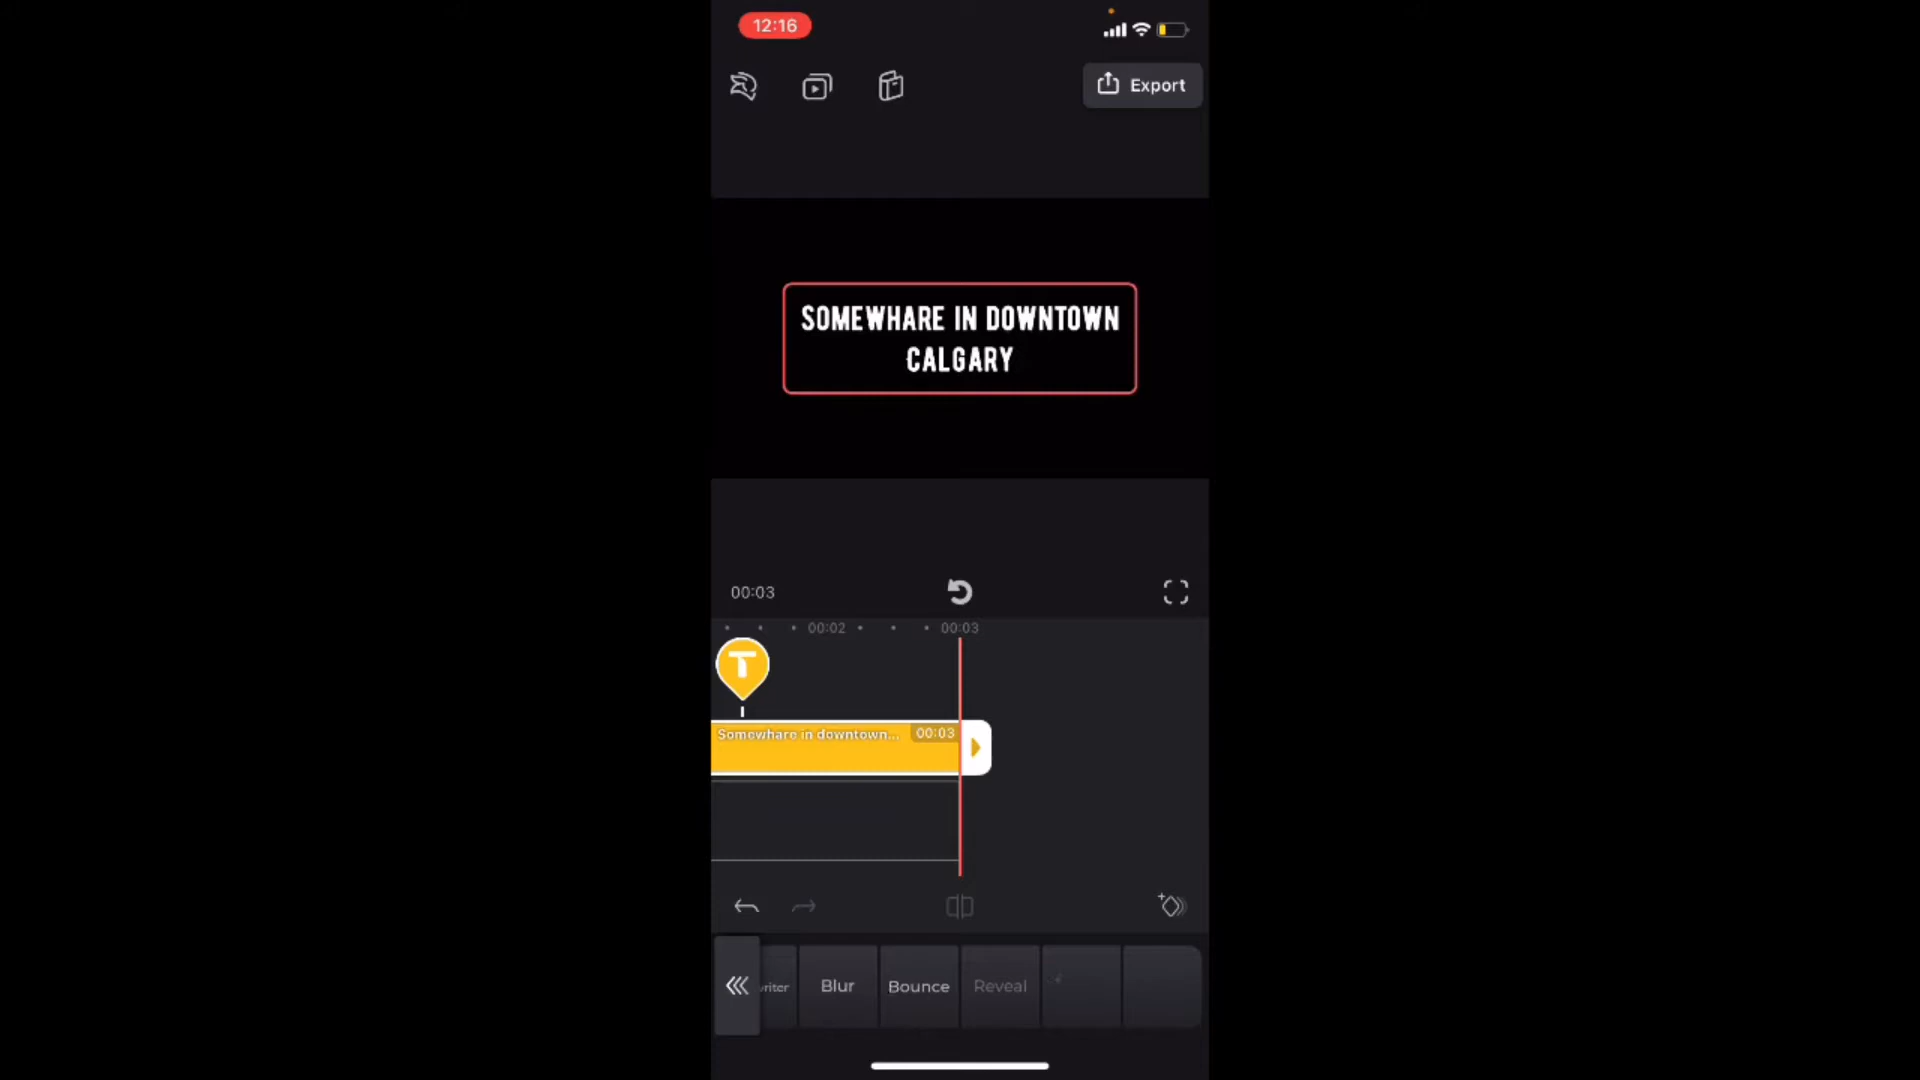 12:16
Export
SOMEWHARE IN DOWNTOWN
CALGARY
00:03
00:02
00:03
T
Somewhare in downtown... 00:03
writer Blur Bounce Reveal